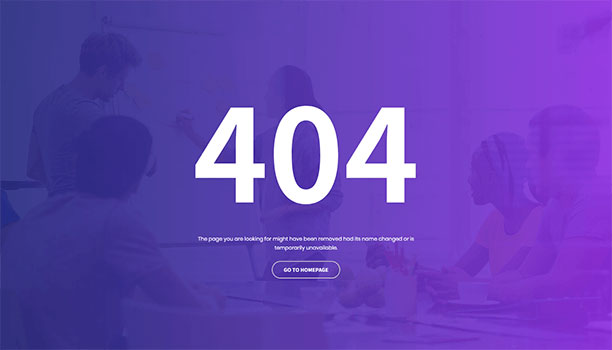 404
The page you are looking for might have been removed had its name changed or is
temporarily unavailable.
GO TO HOMEPAGE